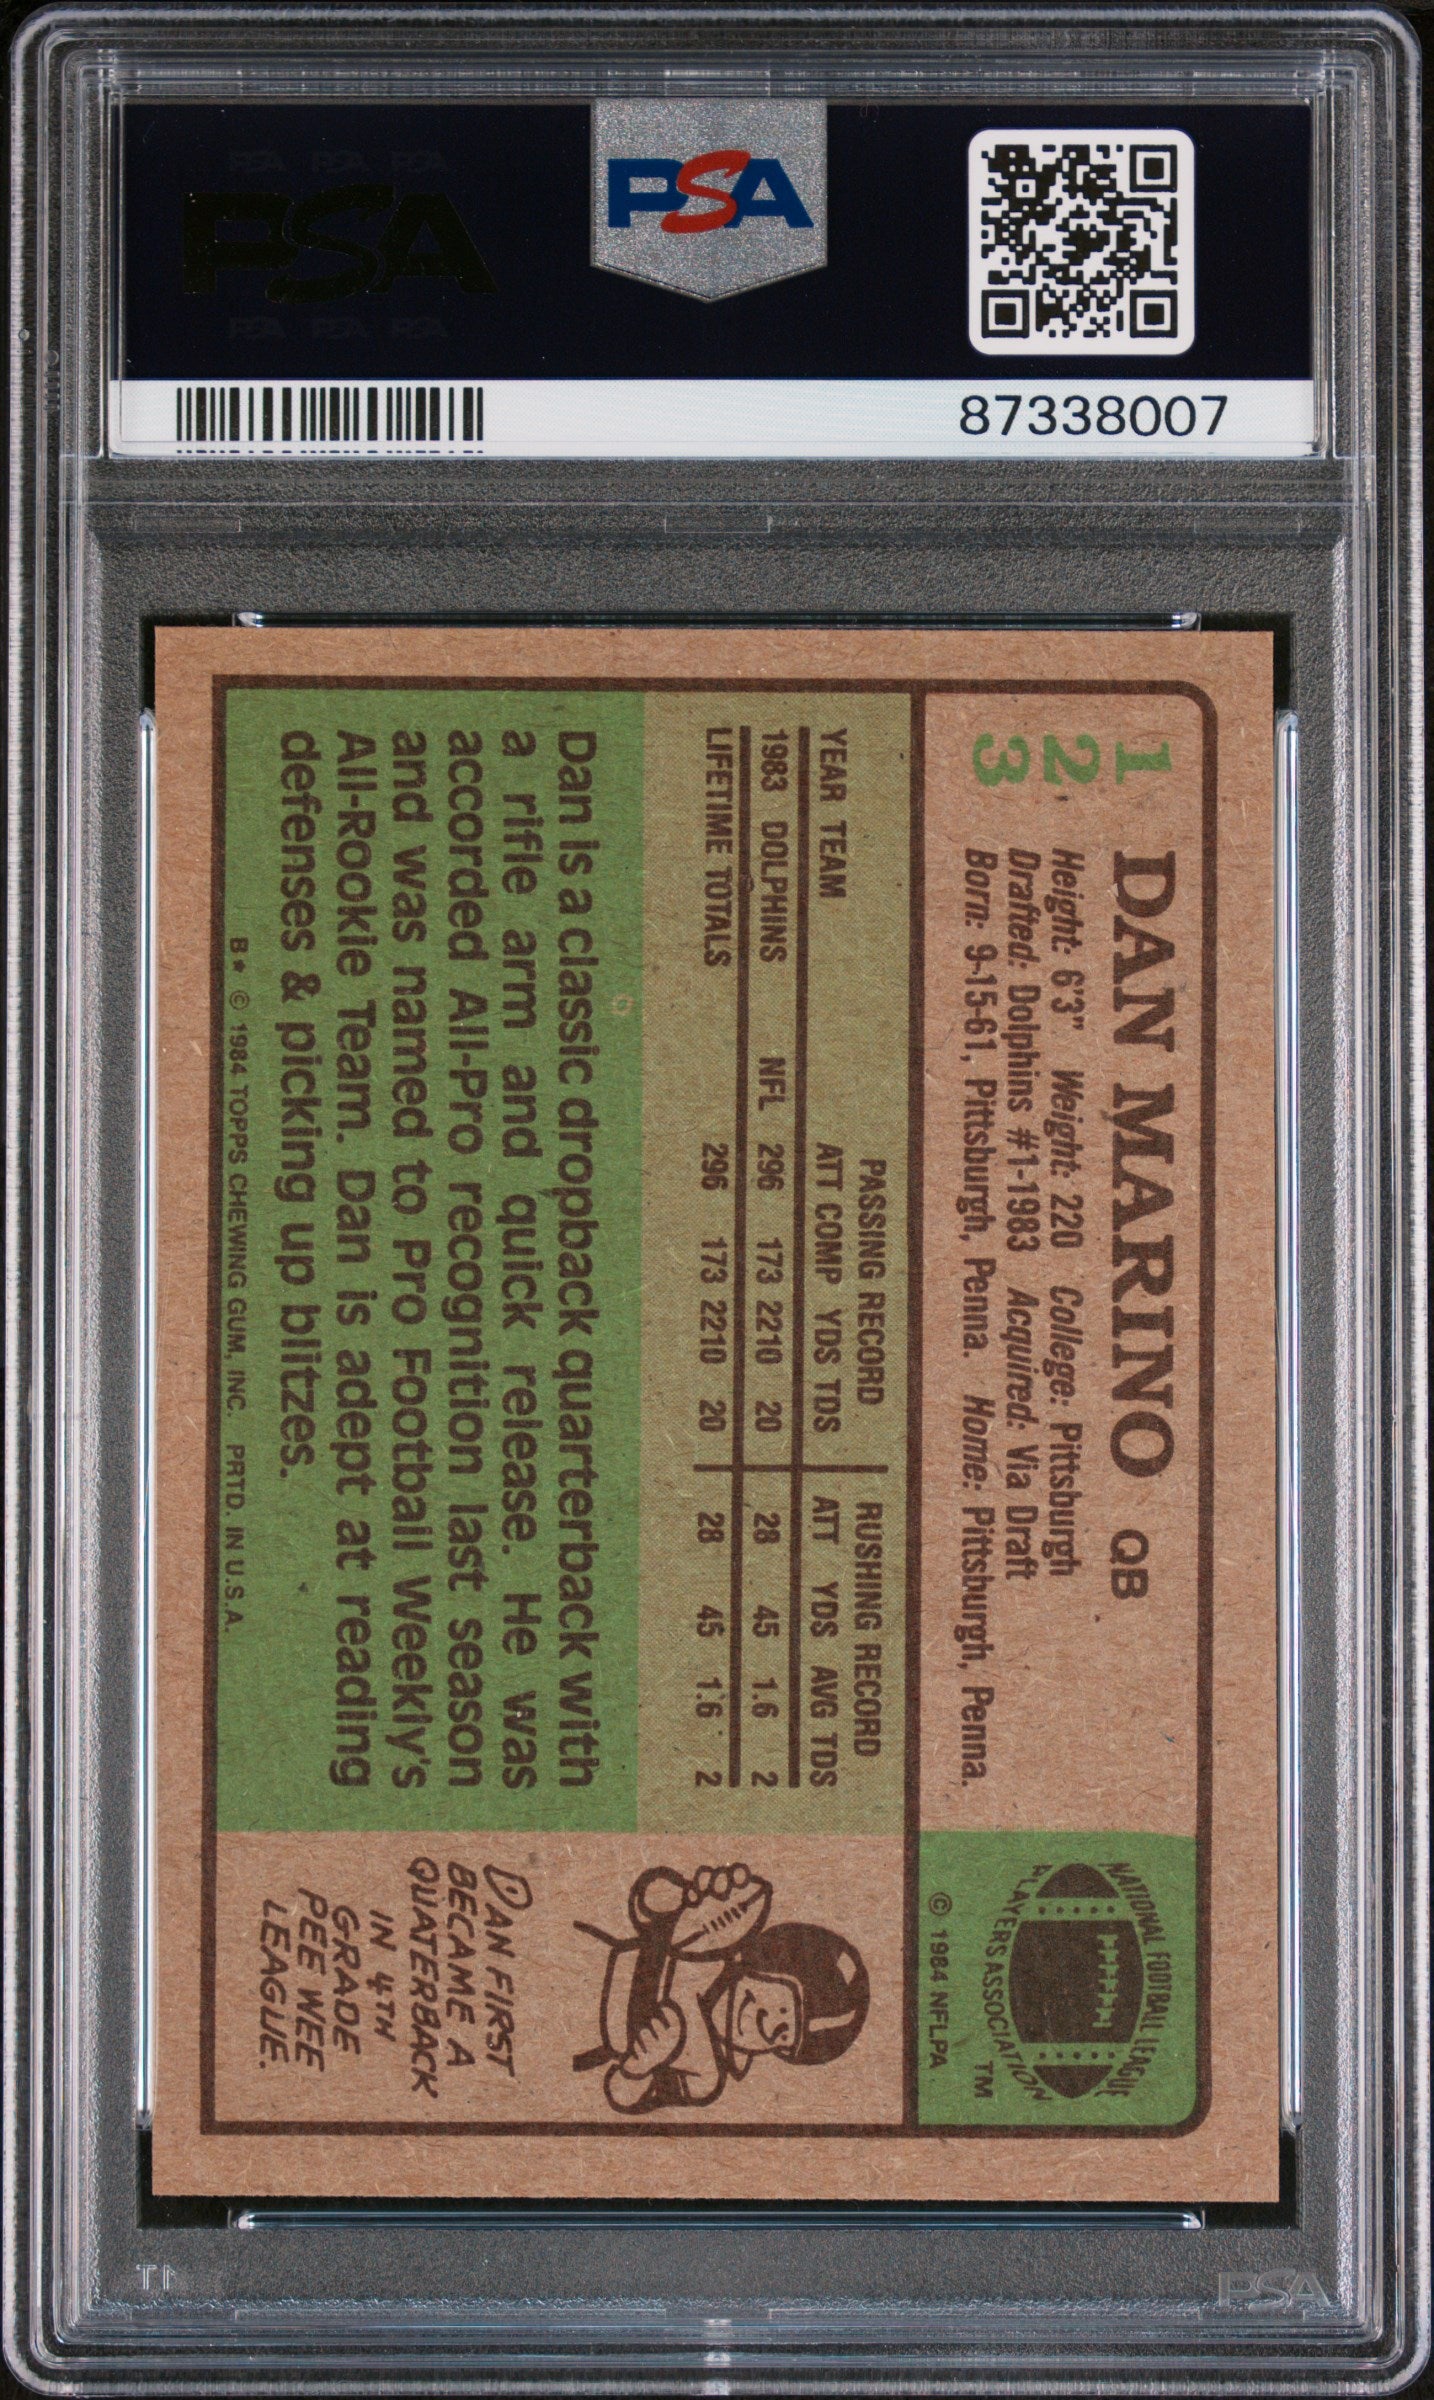 PSA
PSA PSA PSA
PSA
PSA PSA PSA
87338007
1
2
3
DAN MARINO QB
Height: 6'3" Weight: 220 College: Pittsburgh
Drafted: Dolphins #1-1983 Acquired: Via Draft
Born: 9-15-61, Pittsburgh, Penna. Home: Pittsburgh, Penna.
NATIONAL FOOTBALL LEAGUE
PLAYERS ASSOCIATION TM
© 1984 NFLPA
PASSING RECORD RUSHING RECORD
YEAR TEAM ATT COMP YDS TDS ATT YDS AVG TDS
1983 DOLPHINS NFL 296 173 2210 20 28 45 1.6 2
LIFETIME TOTALS 296 173 2210 20 28 45 1.6 2
Dan is a classic dropback quarterback with
a rifle arm and quick release. He was
accorded All-Pro recognition last season
and was named to Pro Football Weekly's
All-Rookie Team. Dan is adept at reading
defenses & picking up blitzes.
B* © 1984 TOPPS CHEWING GUM, INC. PRTD. IN U.S.A.
DAN FIRST
BECAME A
QUATERBACK
IN 4TH
GRADE
PEE WEE
LEAGUE.
PSA